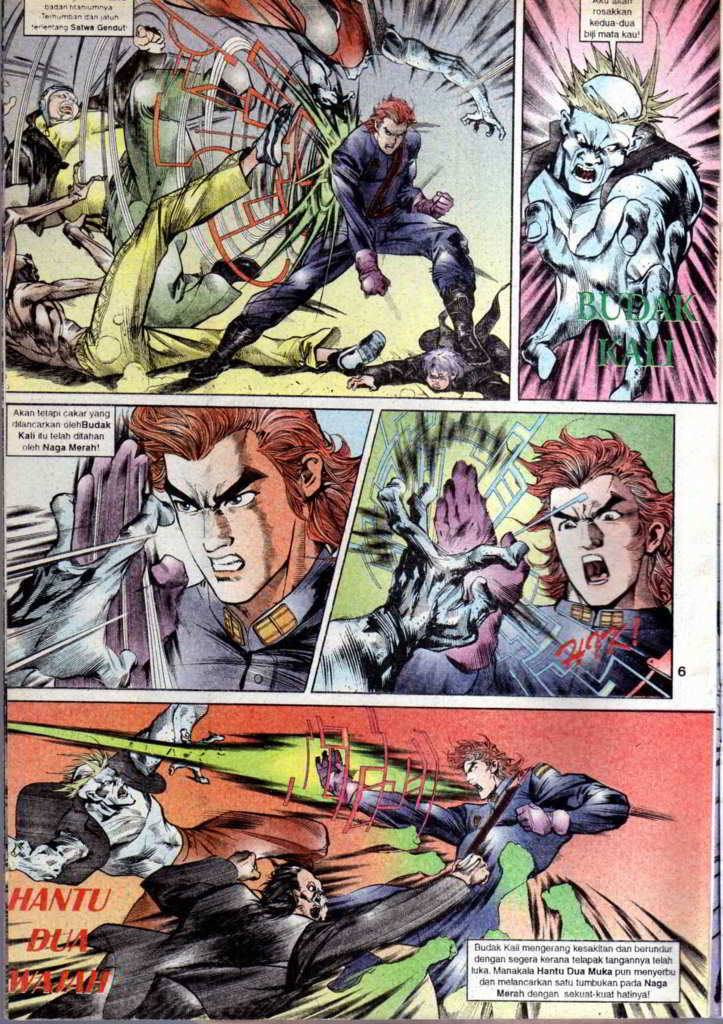 badan Maniumnya
Terhumban dan jatuh
terlentang Satwa Gendut!
Aku akan
rosakkan
kedua-dua
biji mata kau!
BUDAK
KALI
Akan tetapi cakar yang
dilancarkan olehBudak
Kali itu telah ditahan
oleh Naga Merah!
HAK!
6
HANTU
DUA
WAJAH
Budak Kali mengerang kesakitan dan berundur
dengan segera kerana telapak tangannya telah
luka. Manakala Hantu Dua Muka pun menyerbu
dan melancarkan satu tumbukan pada Naga
Merah dengan sekuat-kuat hatinya!